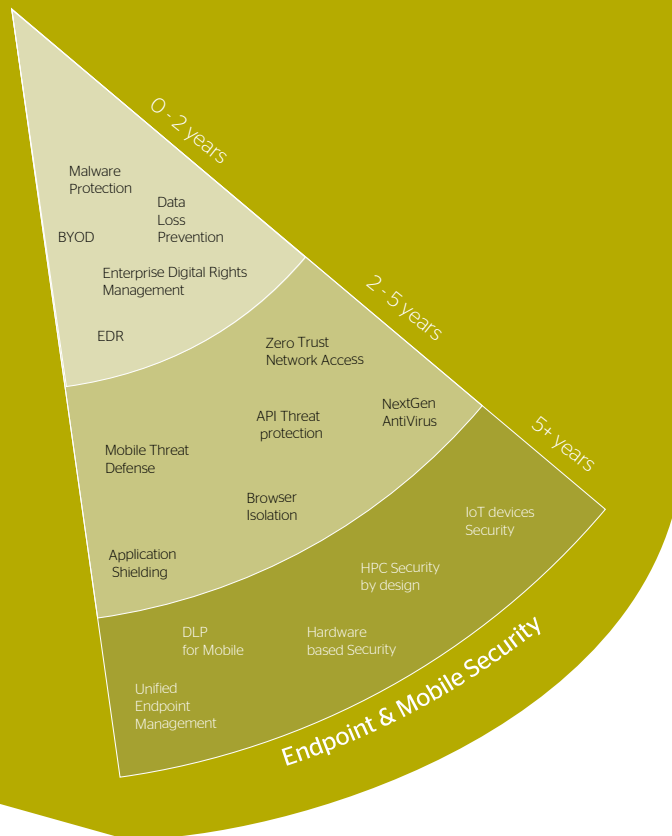 0 - 2 years
Malware
Protection
Data
Loss
Prevention
BYOD
Enterprise Digital Rights
Management
EDR
2 - 5 years
Zero Trust
Network Access
NextGen
AntiVirus
API Threat
protection
Mobile Threat
Defense
Browser
Isolation
Application
Shielding
5+ years
IoT devices
Security
HPC Security
by design
DLP
for Mobile
Hardware
based Security
Unified
Endpoint
Management
Endpoint & Mobile Security